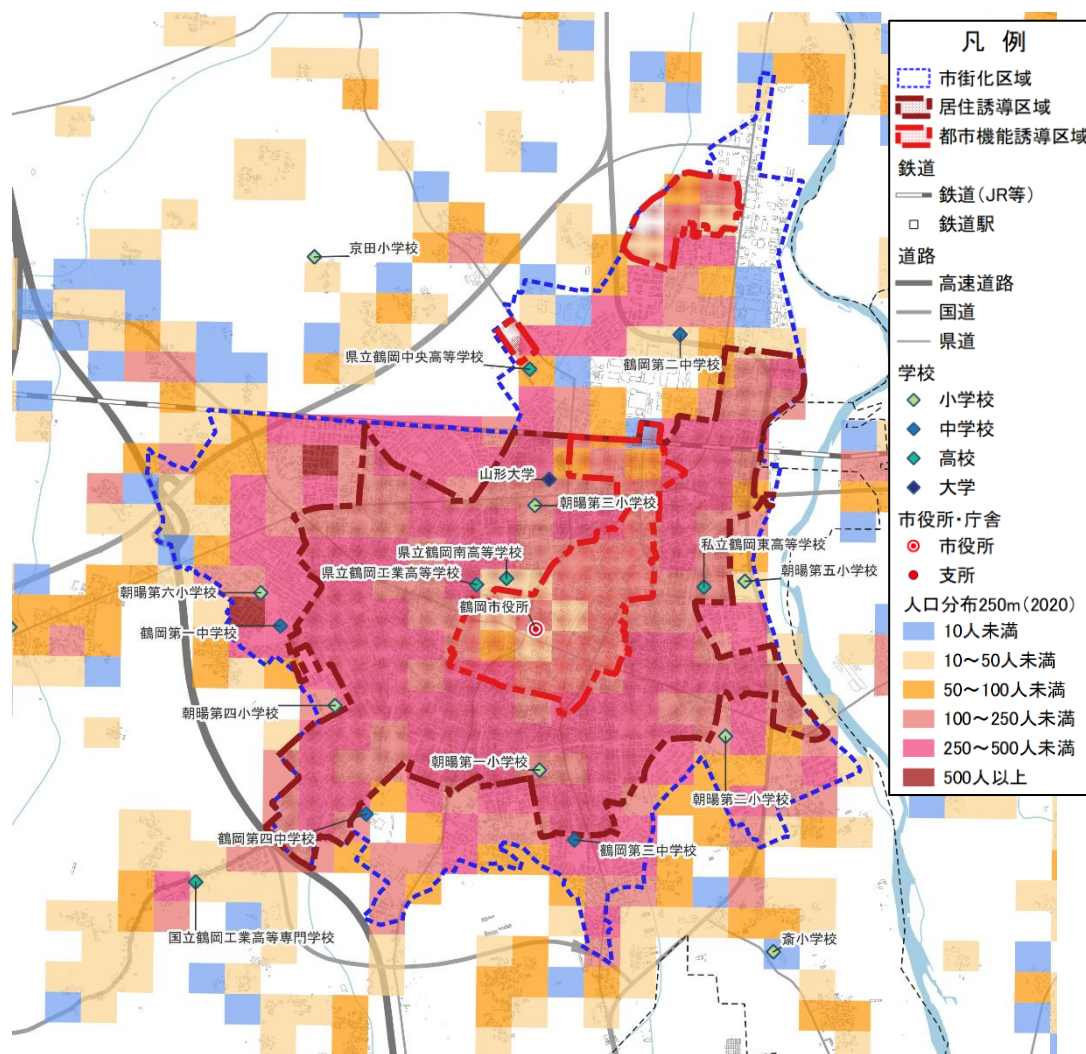 凡 例
市街化区域
居住誘導区域
都市機能誘導区域
鉄道
鉄道(JR等)
鉄道駅
道路
高速道路
国道
県道
学校
小学校
中学校
高校
大学
市役所・庁舎
市役所
支所
人口分布250m(2020)
10人未満
10~50人未満
50~100人未満
100~250人未満
250~500人未満
500人以上
京田小学校
県立鶴岡中央高等学校
鶴岡第二中学校
山形大学
朝暘第三小学校
私立鶴岡東高等学校
県立鶴岡南高等学校
県立鶴岡工業高等学校
朝暘第五小学校
朝暘第六小学校
鶴岡市役所
鶴岡第一中学校
朝暘第四小学校
朝暘第一小学校
朝暘第二小学校
鶴岡第四中学校
鶴岡第三中学校
国立鶴岡工業高等専門学校
斎小学校